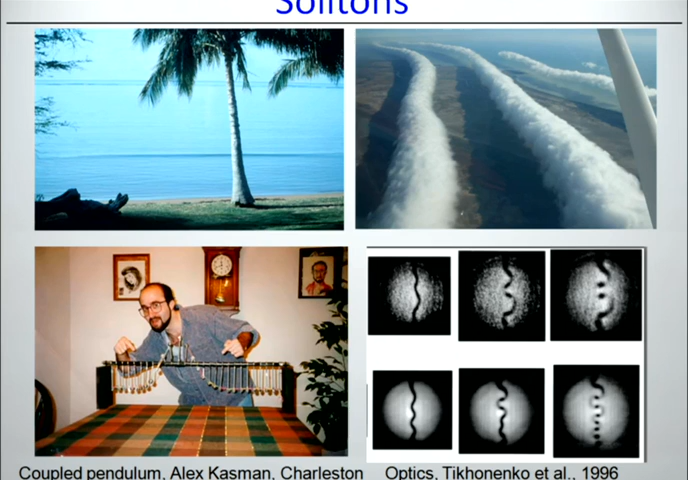 Solitons
Coupled pendulum, Alex Kasman, Charleston
Optics, Tikhonenko et al., 1996